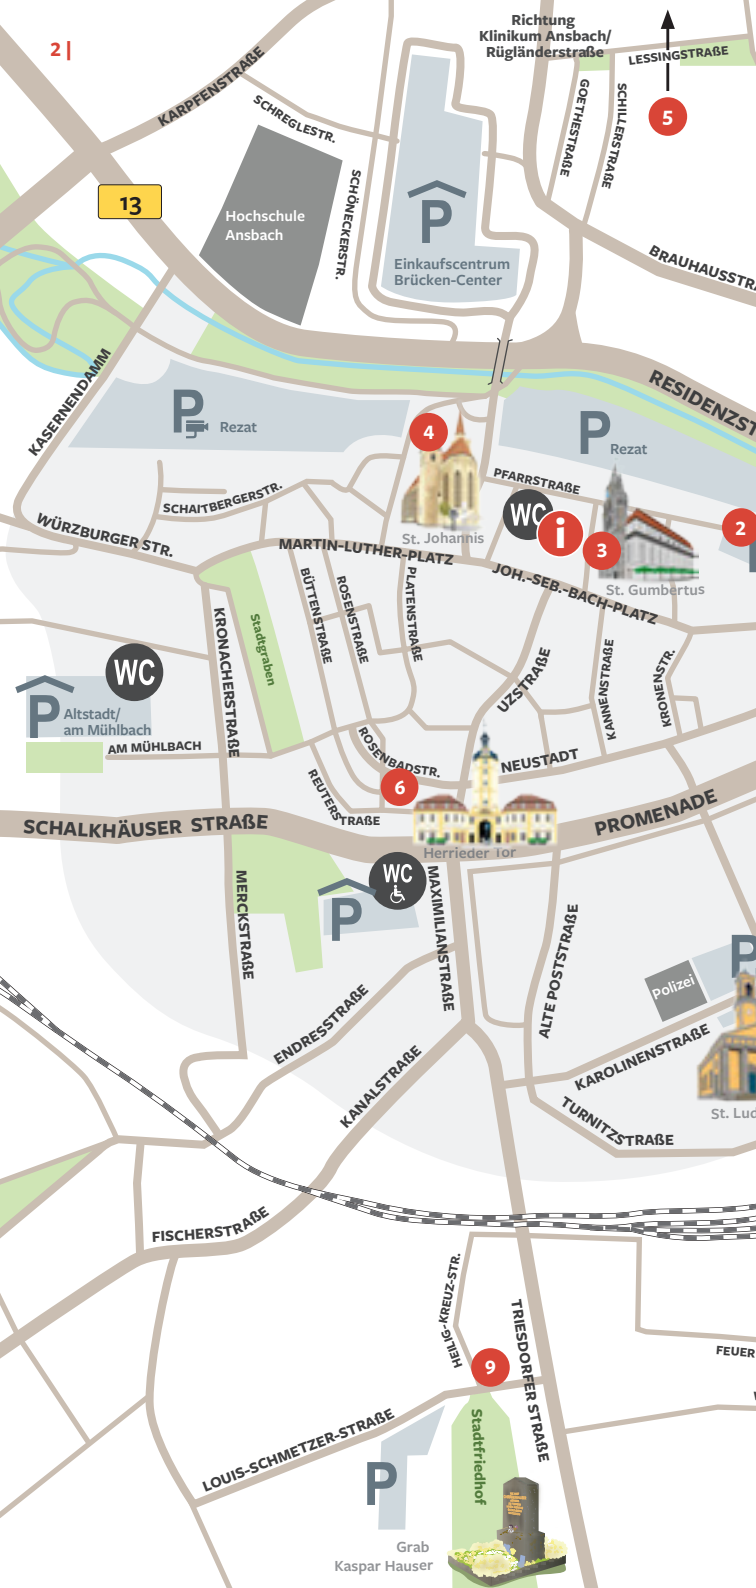 2 |
Richtung
Klinikum Ansbach/
Rügländerstraße
LESSINGSTRASSE
KARPFENSTRASSE
SCHREGLESTR.
GOETHESTRASSE
SCHILLERSTRASSE
5
13
Hochschule
Ansbach
SCHÖNECKERSTR.
P
Einkaufscentrum
Brücken-Center
BRAUHAUSSTRA
KASERNENDAMM
P
Rezat
RESIDENZST
4
P
Rezat
PFARRSTRASSE
SCHAITBERGERSTR.
WÜRZBURGER STR.
St. Johannis
WC
i
3
2
MARTIN-LUTHER-PLATZ
JOH.-SEB.-BACH-PLATZ
St. Gumbertus
BÜTTENSTRASSE
ROSENSTRASSE
PLATENSTRASSE
KRONACHERSTRASSE
Stadtgraben
UZSTRASSE
KANNENSTRASSE
KRONENSTR.
WC
P
Altstadt/
am Mühlbach
AM MÜHLBACH
ROSENBADSTR.
NEUSTADT
REUTERSTRASSE
6
SCHALKHÄUSER STRASSE
PROMENADE
Herrieder Tor
WC
P
MERCKSTRASSE
MAXIMILIANSTRASSE
ALTE POSTSTRASSE
P
Polizei
ENDRESSTRASSE
KANALSTRASSE
KAROLINENSTRASSE
TURNITZSTRASSE
St. Lud
FISCHERSTRASSE
HEILIG-KREUZ-STR.
TRIESDORFER STRASSE
FEUER
9
LOUIS-SCHMETZER-STRASSE
Stadtfriedhof
P
Grab
Kaspar Hauser